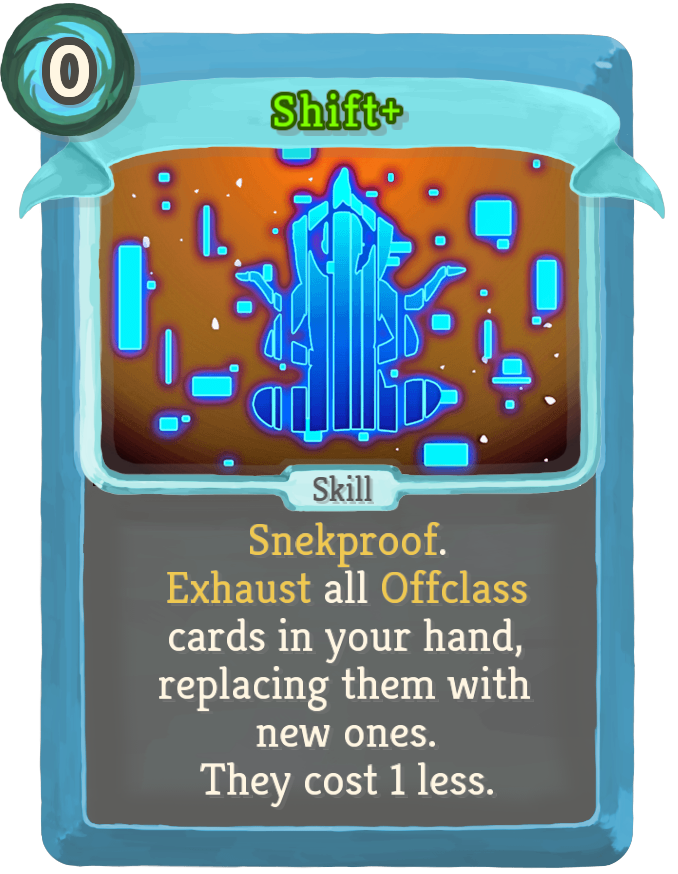 0
Shift+
Skill
Snekproof.
Exhaust all Offclass
cards in your hand,
replacing them with
new ones.
They cost 1 less.